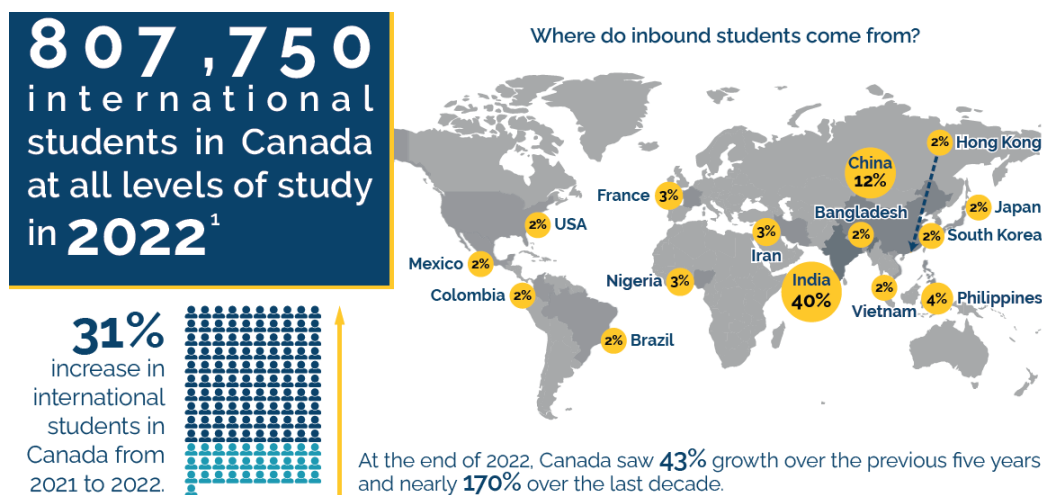 807,750
international
students in Canada
at all levels of study
in 2022¹
31%
increase in
international
students in
Canada from
2021 to 2022.
Where do inbound students come from?
2% Hong Kong
China
12%
France 3%
Bangladesh
2%
2% Japan
2% USA
3%
Iran
2% South Korea
Mexico 2%
Nigeria 3%
India
40%
Colombia 2%
2%
Vietnam
4% Philippines
2% Brazil
At the end of 2022, Canada saw 43% growth over the previous five years
and nearly 170% over the last decade.